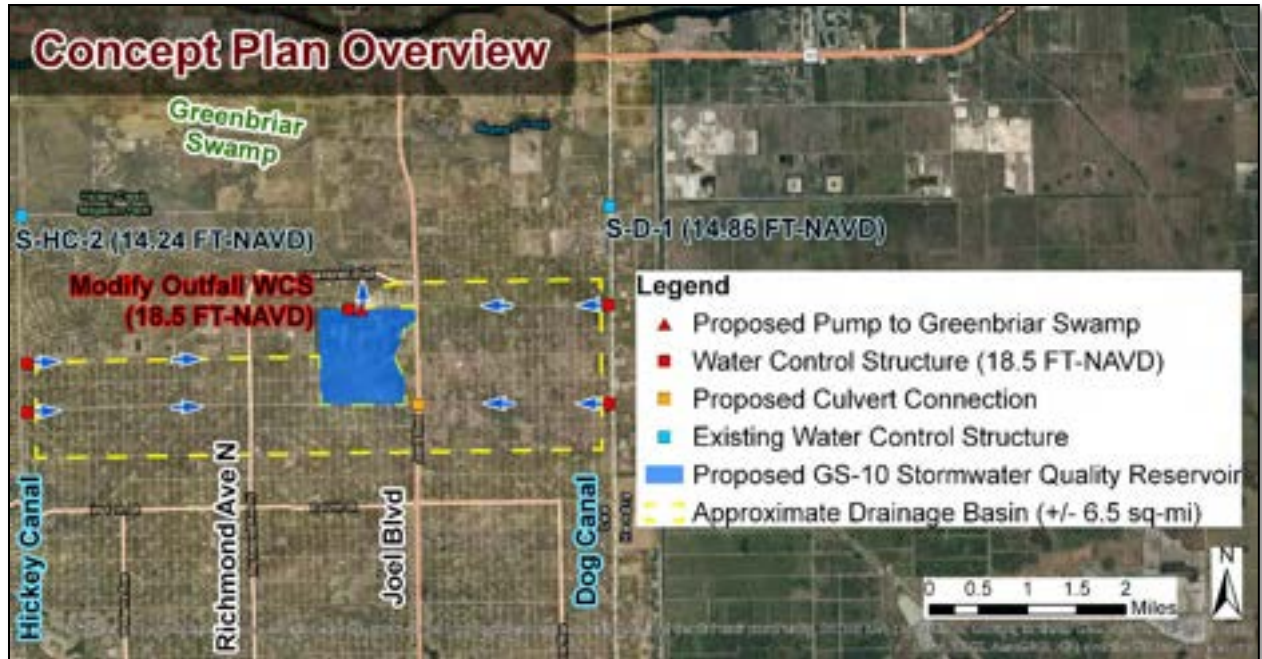 Concept Plan Overview
Greenbriar
Swamp
S-HC-2 (14.24 FT-NAVD)
S-D-1 (14.86 FT-NAVD)
Modify Outfall WCS
(18.5 FT-NAVD)
Legend
Proposed Pump to Greenbriar Swamp
Water Control Structure (18.5 FT-NAVD)
Proposed Culvert Connection
Existing Water Control Structure
Proposed GS-10 Stormwater Quality Reservoir
Approximate Drainage Basin (+/- 6.5 sq-mi)
Hickey Canal
Richmond Ave N
Joel Blvd
Dog Canal
N
0 0.5 1 1.5 2
Miles